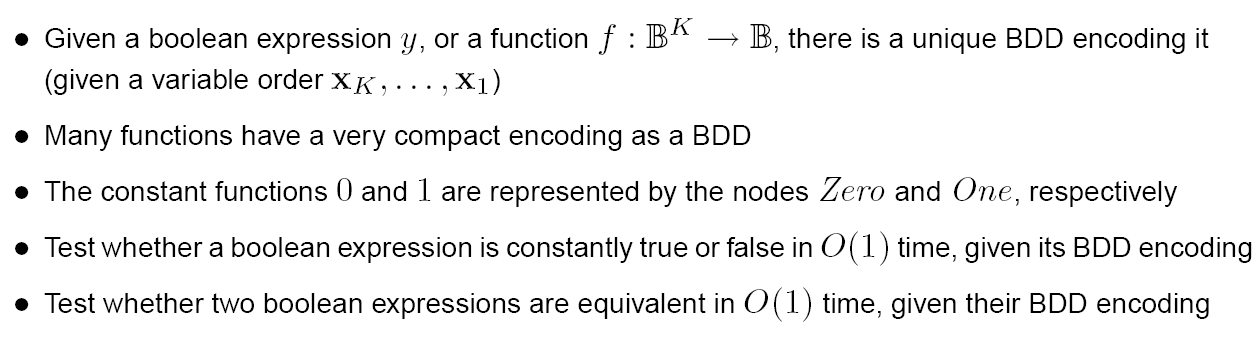 ● Given a boolean expression y, or a function f : 𝔹^K → 𝔹, there is a unique BDD encoding it
(given a variable order x_K, . . . , x_1)
● Many functions have a very compact encoding as a BDD
● The constant functions 0 and 1 are represented by the nodes Zero and One, respectively
● Test whether a boolean expression is constantly true or false in O(1) time, given its BDD encoding
● Test whether two boolean expressions are equivalent in O(1) time, given their BDD encoding